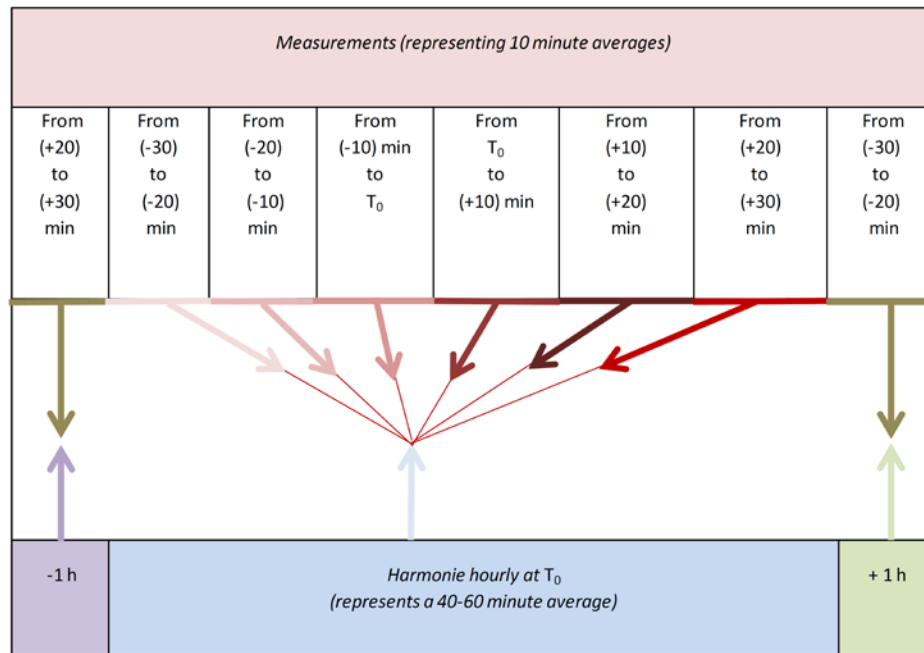 Measurements (representing 10 minute averages)
From
(+20)
to
(+30)
min
From
(-30)
to
(-20)
min
From
(-20)
to
(-10)
min
From
(-10) min
to
T₀
From
T₀
to
(+10) min
From
(+10)
to
(+20)
min
From
(+20)
to
(+30)
min
From
(-30)
to
(-20)
min
-1 h
Harmonie hourly at T₀
(represents a 40-60 minute average)
+ 1 h